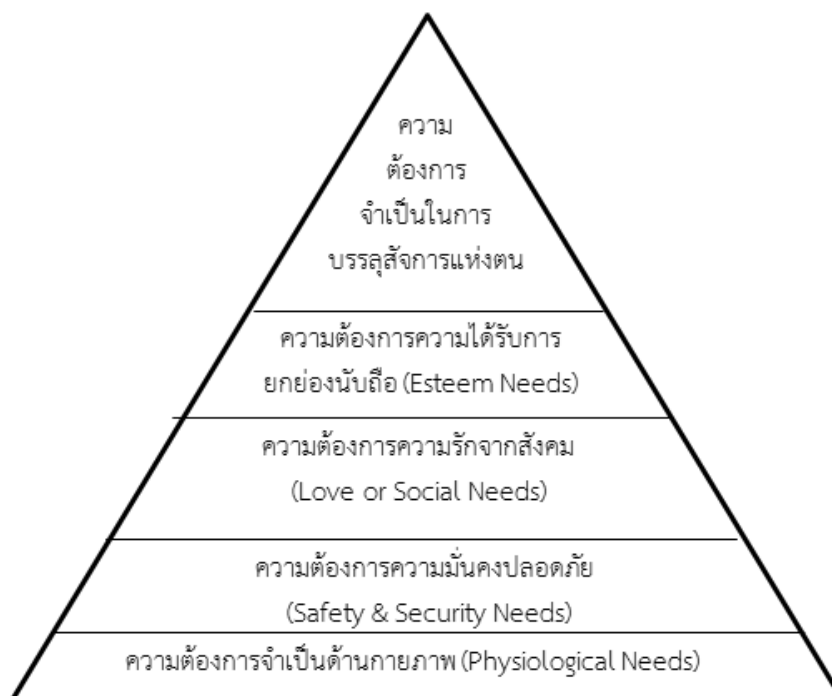 ความ
ต้องการ
จำเป็นในการ
บรรลุสัจการแห่งตน
ความต้องการความได้รับการ
ยกย่องนับถือ (Esteem Needs)
ความต้องการความรักจากสังคม
(Love or Social Needs)
ความต้องการความมั่นคงปลอดภัย
(Safety & Security Needs)
ความต้องการจำเป็นด้านกายภาพ (Physiological Needs)